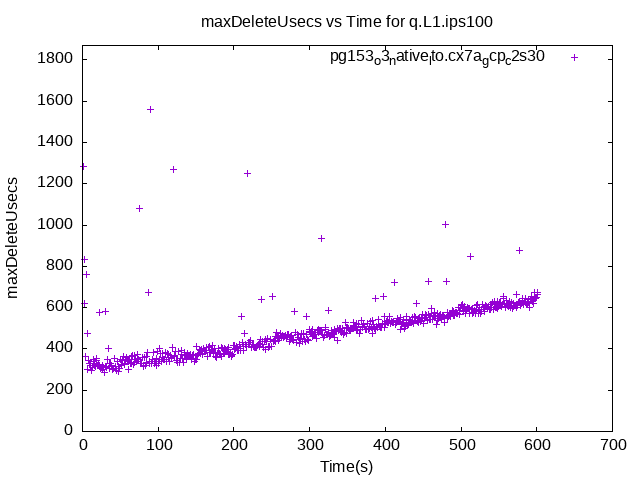 maxDeleteUsecs vs Time for q.L1.ips100
pg153_o3_native_lto.cx7a_gcp_c2s30
1800
1600
1400
1200
1000
800
600
400
200
0
maxDeleteUsecs
0 100 200 300 400 500 600 700
Time(s)